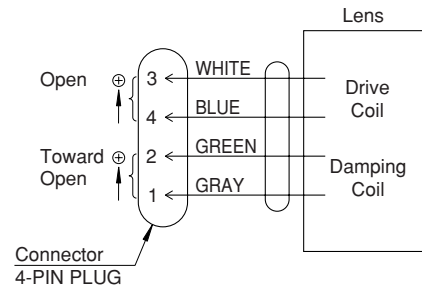 Lens
Open ⊕ 3 WHITE
4 BLUE
Drive
Coil
Toward
Open ⊕ 2 GREEN
1 GRAY
Damping
Coil
Connector
4-PIN PLUG